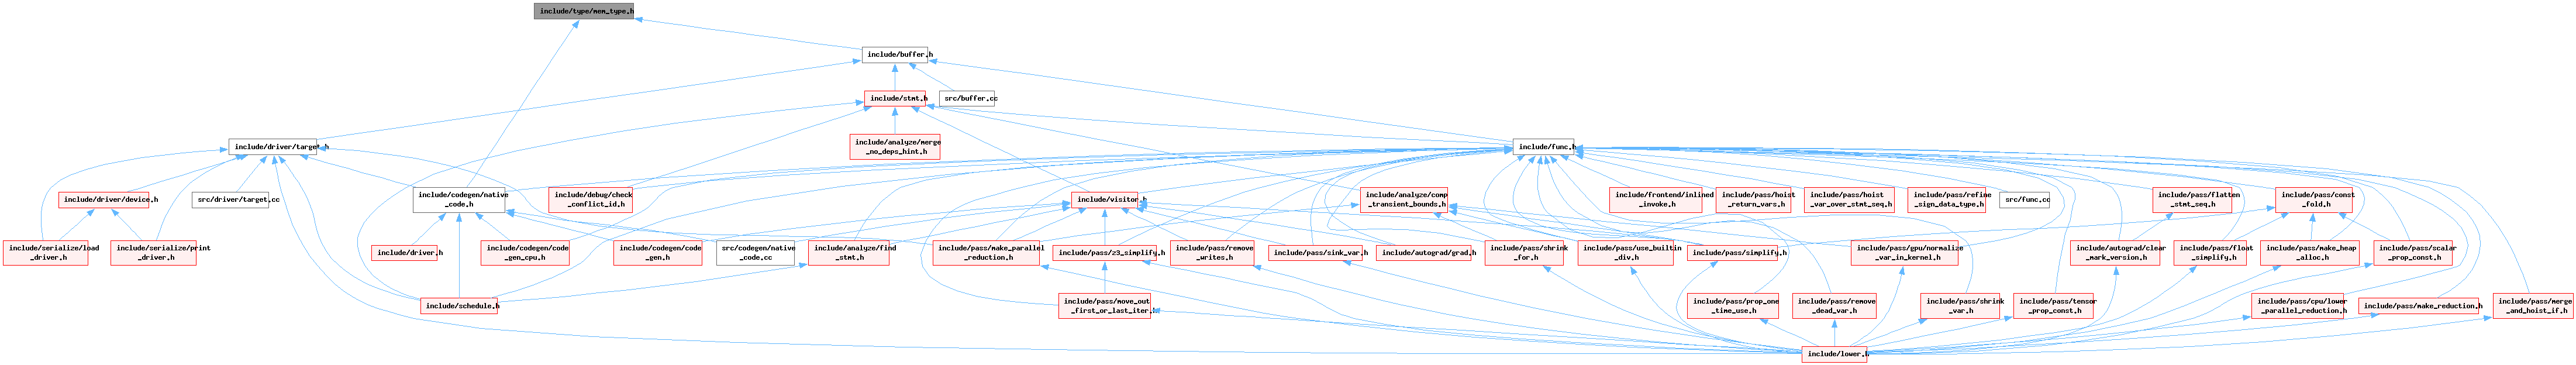 include/type/mem_type.h
include/buffer.h
include/stmt.h
src/buffer.cc
include/analyze/merge
_no_deps_hint.h
include/driver/target.h
include/func.h
include/driver/device.h
src/driver/target.cc
include/codegen/native
_code.h
include/debug/check
_conflict_id.h
include/visitor.h
include/analyze/comp
_transient_bounds.h
include/frontend/inlined
_invoke.h
include/pass/hoist
_return_vars.h
include/pass/hoist
_var_over_stmt_seq.h
include/pass/refine
_sign_data_type.h
src/func.cc
include/pass/flatten
_stmt_seq.h
include/pass/const
_fold.h
include/serialize/load
_driver.h
include/serialize/print
_driver.h
include/driver.h
include/codegen/code
_gen_cpu.h
include/codegen/code
_gen.h
src/codegen/native
_code.cc
include/analyze/find
_stmt.h
include/pass/make_parallel
_reduction.h
include/pass/z3_simplify.h
include/pass/remove
_writes.h
include/pass/sink_var.h
include/autograd/grad.h
include/pass/shrink
_for.h
include/pass/use_builtin
_div.h
include/pass/simplify.h
include/pass/gpu/normalize
_var_in_kernel.h
include/autograd/clear
_mark_version.h
include/pass/float
_simplify.h
include/pass/make_heap
_alloc.h
include/pass/scalar
_prop_const.h
include/schedule.h
include/pass/move_out
_first_or_last_iter.h
include/pass/prop_one
_time_use.h
include/pass/remove
_dead_var.h
include/pass/shrink
_var.h
include/pass/tensor
_prop_const.h
include/pass/cpu/lower
_parallel_reduction.h
include/pass/make_reduction.h
include/pass/merge
_and_hoist_if.h
include/lower.h